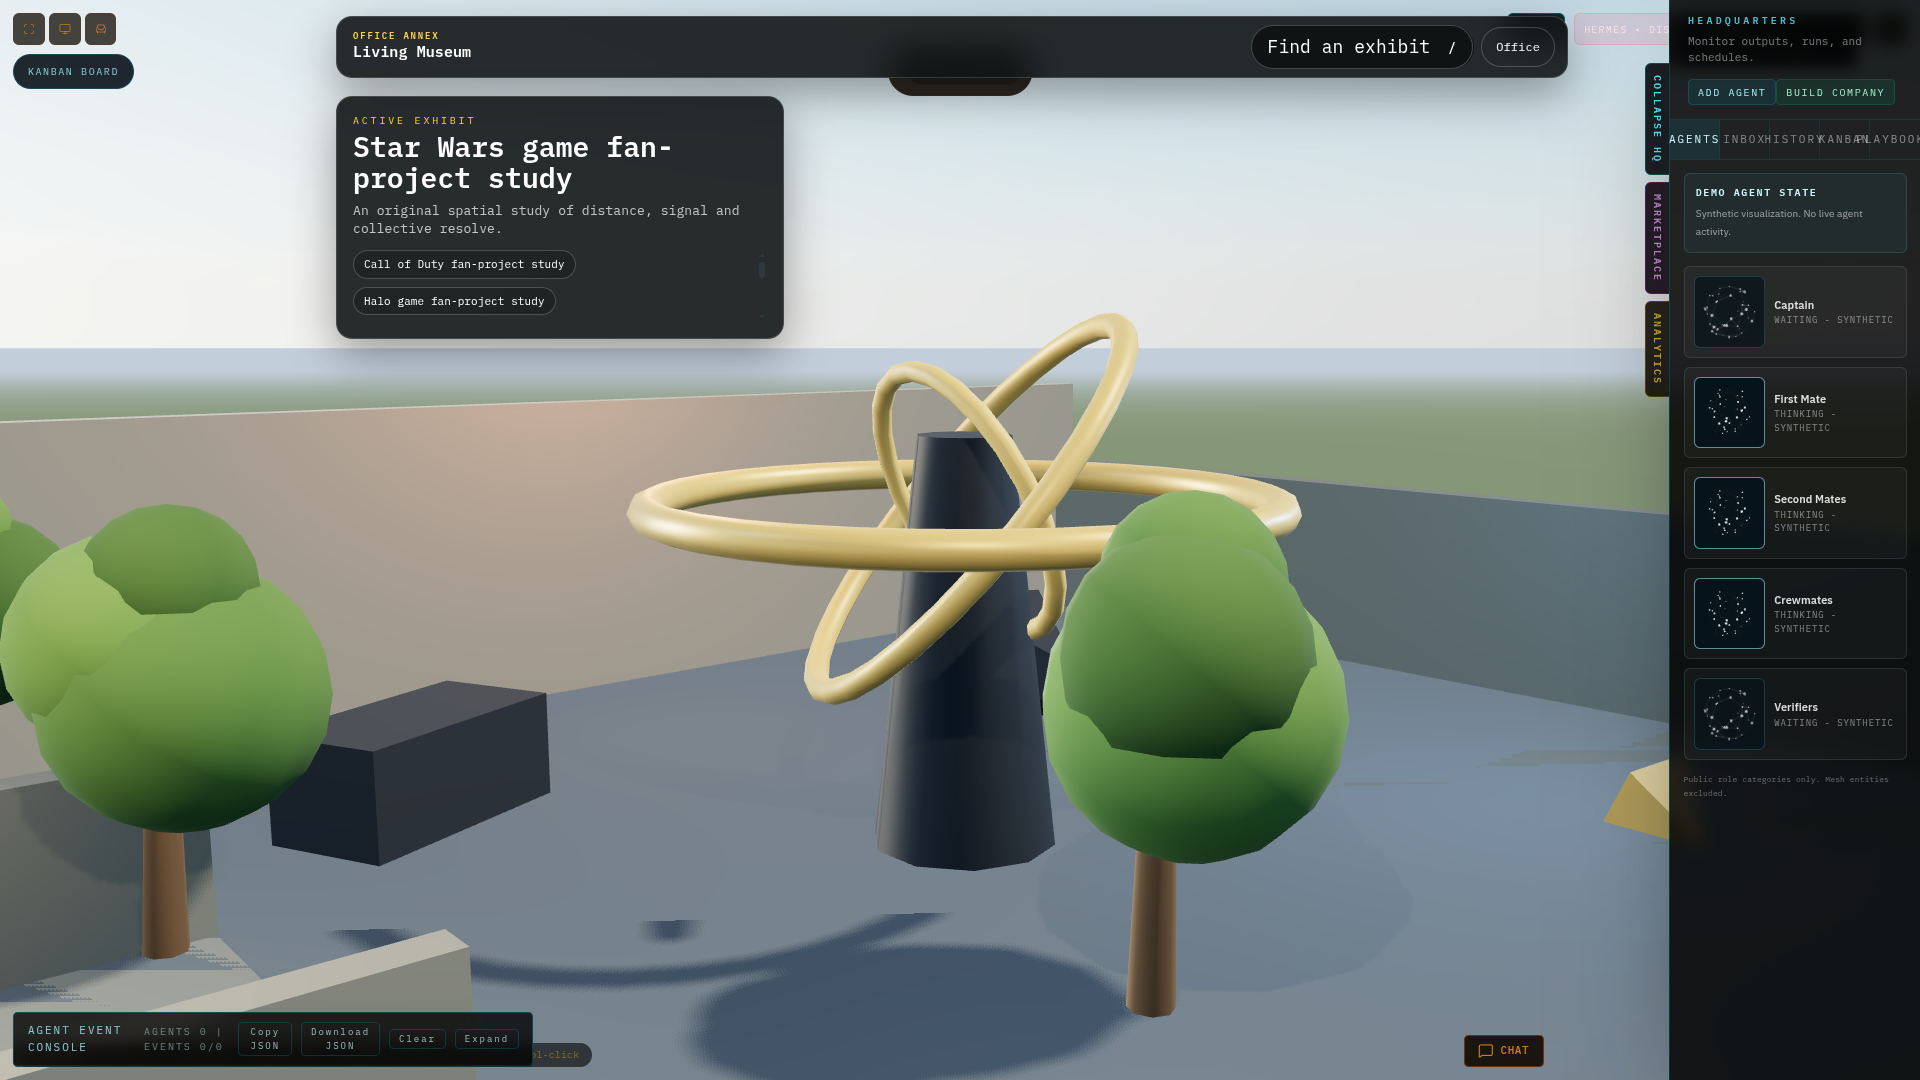 KANBAN BOARD
OFFICE ANNEX
Living Museum
Find an exhibit /
Office
HERMES • DIS
ACTIVE EXHIBIT
Star Wars game fan-
project study
An original spatial study of distance, signal and
collective resolve.
Call of Duty fan-project study
Halo game fan-project study
COLLAPSE HQ
MARKETPLACE
ANALYTICS
HEADQUARTERS
Monitor outputs, runs, and
schedules.
ADD AGENT
BUILD COMPANY
AGENTS
INBOX
HISTORY
KANBAN
PLAYBOOK
DEMO AGENT STATE
Synthetic visualization. No live agent
activity.
Captain
WAITING - SYNTHETIC
First Mate
THINKING -
SYNTHETIC
Second Mates
THINKING -
SYNTHETIC
Crewmates
THINKING -
SYNTHETIC
Verifiers
WAITING - SYNTHETIC
Public role categories only. Mesh entities
excluded.
AGENT EVENT
CONSOLE
AGENTS 0 |
EVENTS 0/0
Copy
JSON
Download
JSON
Clear
Expand
ol-click
CHAT